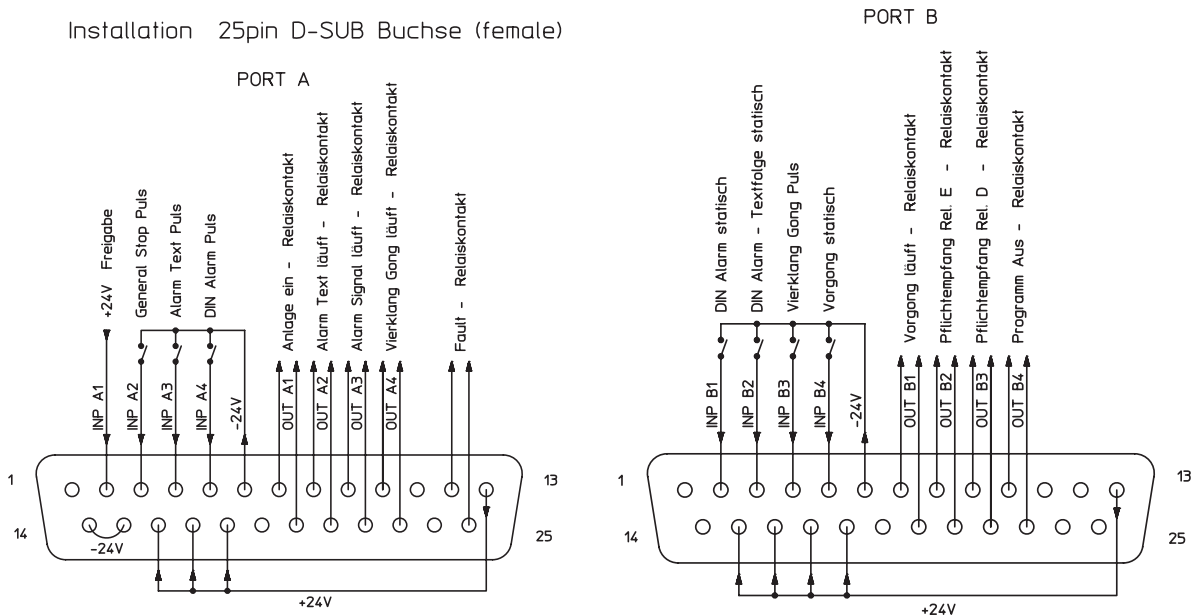 Installation 25pin D-SUB Buchse (female)
PORT A
+24V Freigabe
General Stop Puls
Alarm Text Puls
DIN Alarm Puls
Anlage ein - Relaiskontakt
Alarm Text läuft - Relaiskontakt
Alarm Signal läuft - Relaiskontakt
Vierklang Gong läuft - Relaiskontakt
Fault - Relaiskontakt
INP A1
INP A2
INP A3
INP A4
-24V
OUT A1
OUT A2
OUT A3
OUT A4
1
13
14
25
-24V
+24V
PORT B
DIN Alarm statisch
DIN Alarm - Textfolge statisch
Vierklang Gong Puls
Vorgong statisch
Vorgong läuft - Relaiskontakt
Pflichtempfang Rel. E - Relaiskontakt
Pflichtempfang Rel. D - Relaiskontakt
Programm Aus - Relaiskontakt
INP B1
INP B2
INP B3
INP B4
-24V
OUT B1
OUT B2
OUT B3
OUT B4
1
13
14
25
+24V